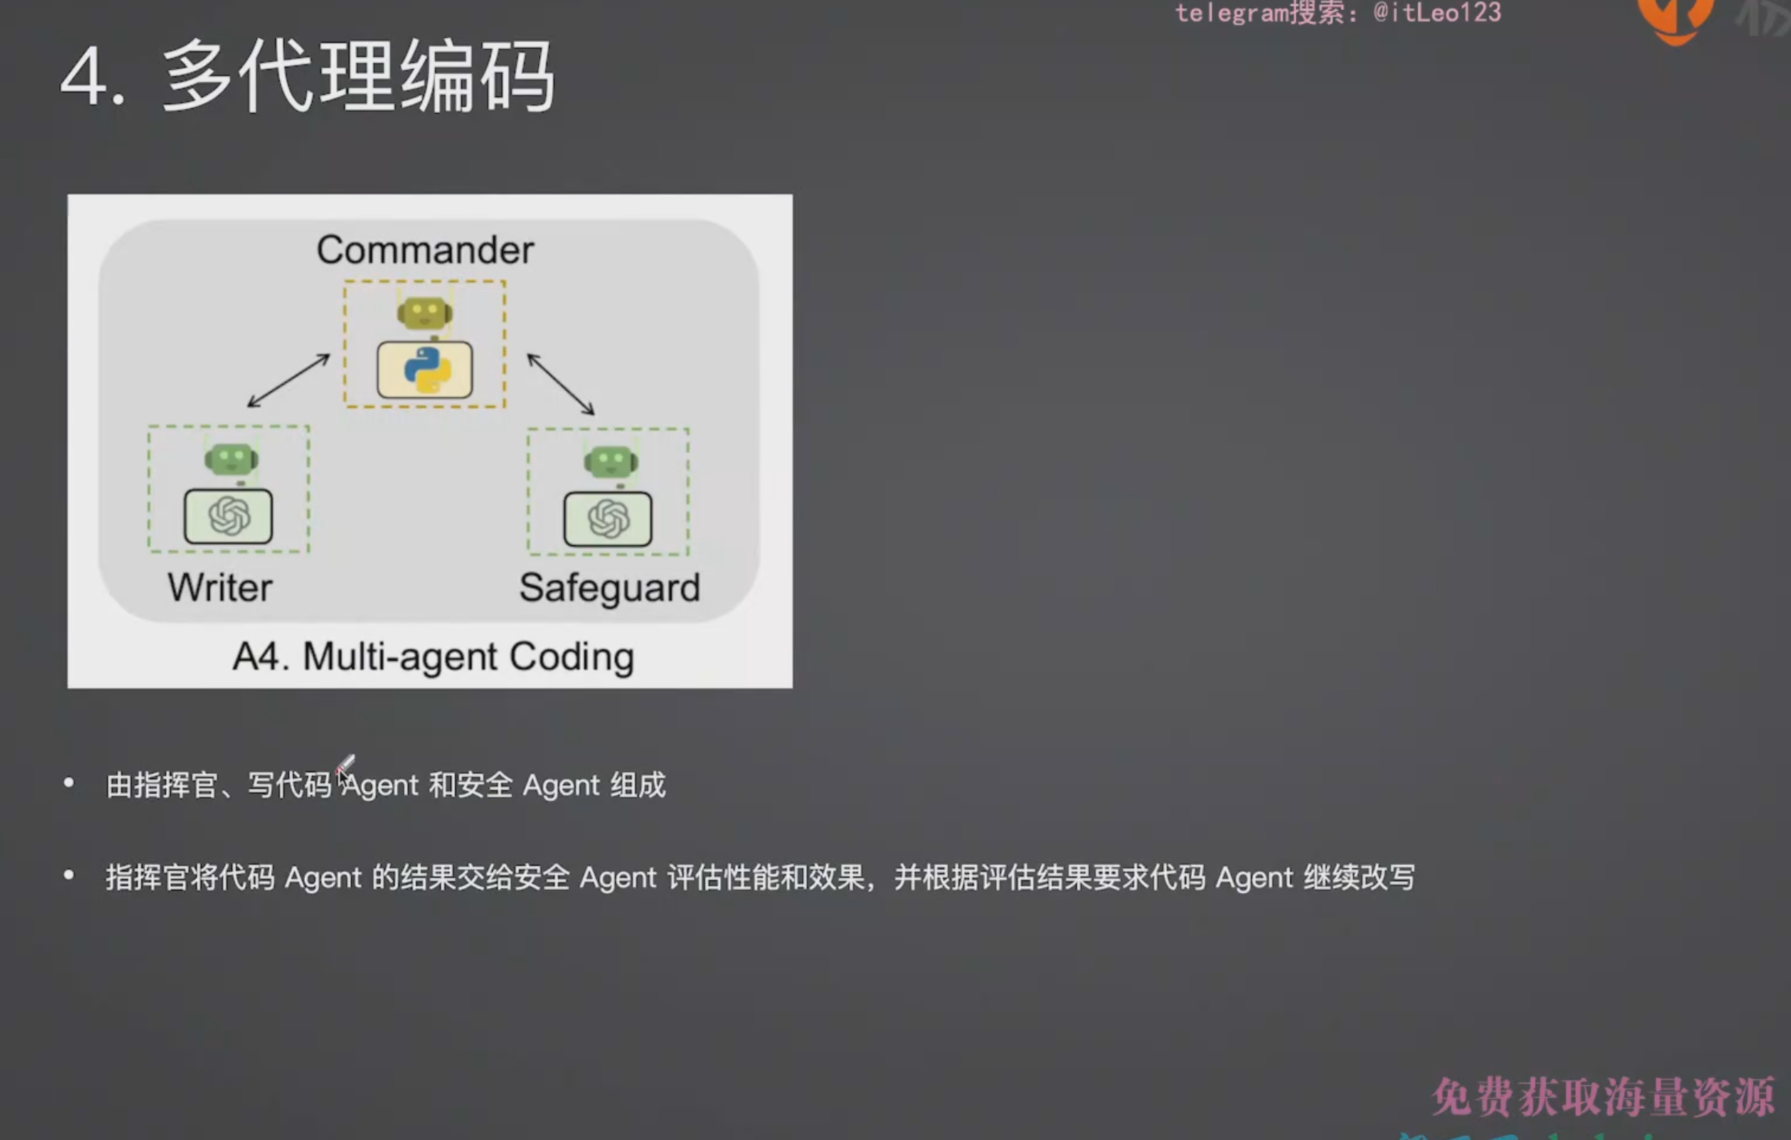 telegram搜索：@itLeo123
4. 多代理编码
Commander
Writer
Safeguard
A4. Multi-agent Coding
• 由指挥官、写代码 Agent 和安全 Agent 组成
• 指挥官将代码 Agent 的结果交给安全 Agent 评估性能和效果，并根据评估结果要求代码 Agent 继续改写
免费获取海量资源